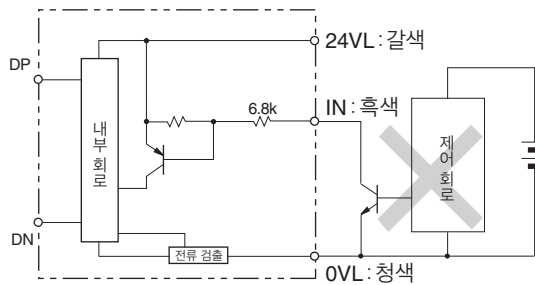 24VL : 갈색
DP
6.8k
IN : 흑색
내부 회로
제어 회로
DN
전류 검출
0VL : 청색